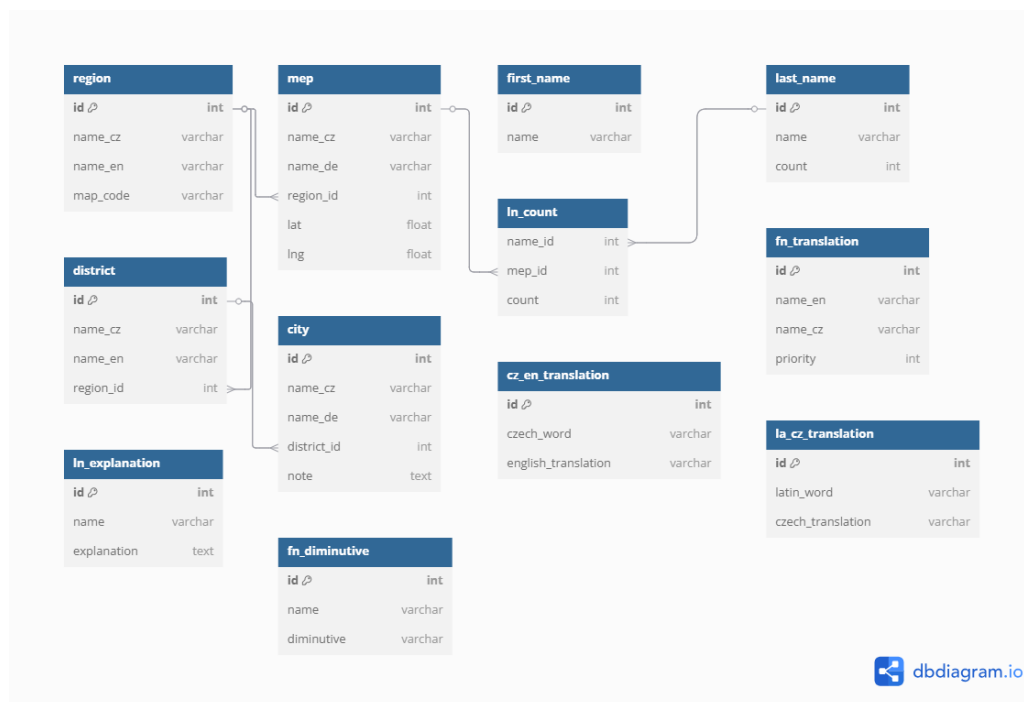 region
id int
name_cz varchar
name_en varchar
map_code varchar
mep
id int
name_cz varchar
name_de varchar
region_id int
lat float
lng float
first_name
id int
name varchar
last_name
id int
name varchar
count int
ln_count
name_id int
mep_id int
count int
fn_translation
id int
name_en varchar
name_cz varchar
priority int
district
id int
name_cz varchar
name_en varchar
region_id int
city
id int
name_cz varchar
name_de varchar
district_id int
note text
cz_en_translation
id int
czech_word varchar
english_translation varchar
la_cz_translation
id int
latin_word varchar
czech_translation varchar
ln_explanation
id int
name varchar
explanation text
fn_diminutive
id int
name varchar
diminutive varchar
dbdiagram.io